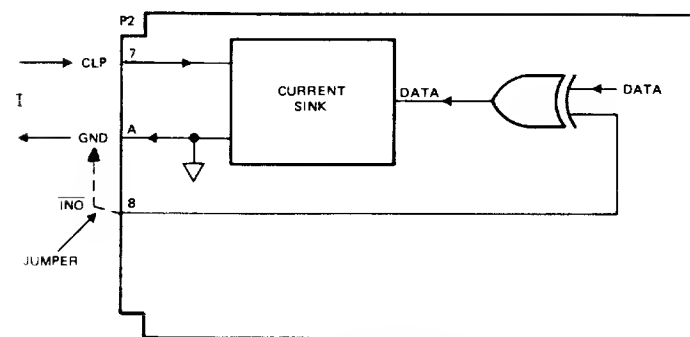 P2
CLP
7
CURRENT
SINK
DATA
DATA
I
GND
A
INO
8
JUMPER